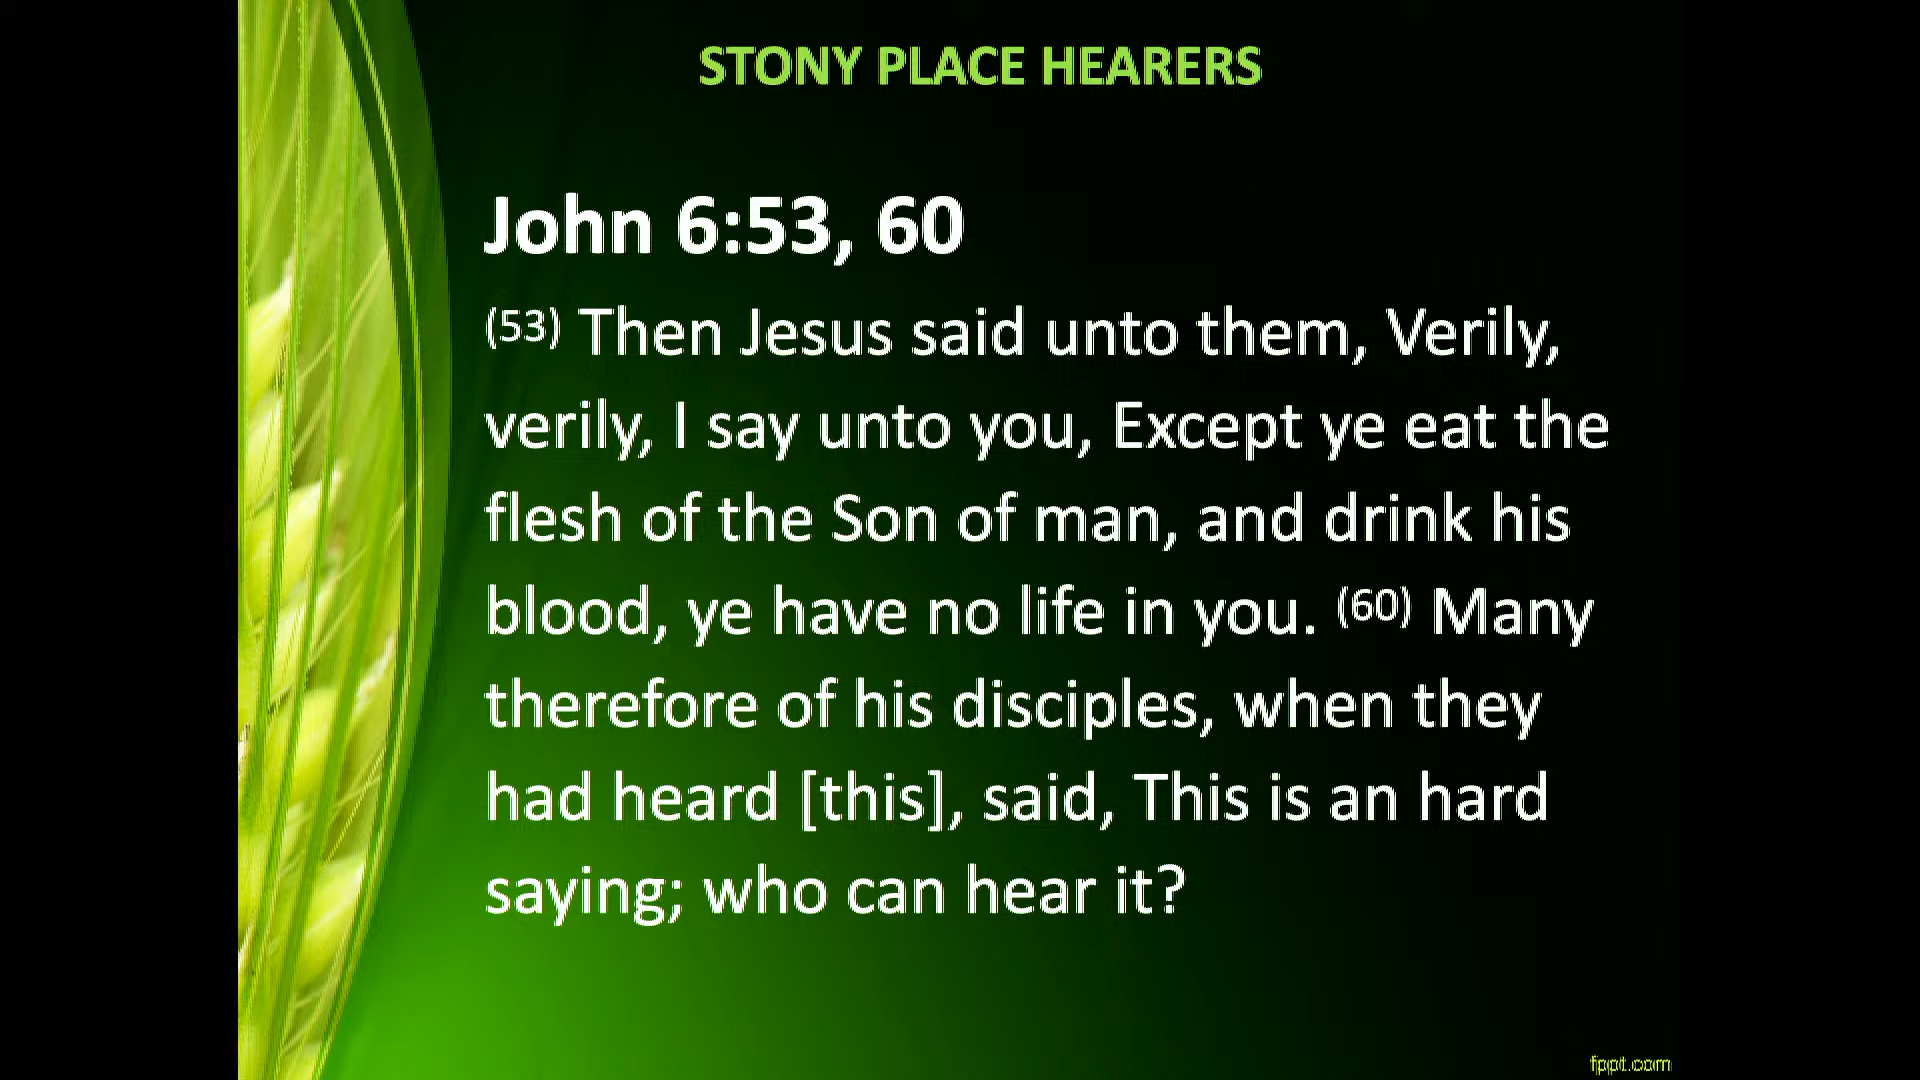 STONY PLACE HEARERS
John 6:53, 60
(53) Then Jesus said unto them, Verily,
verily, I say unto you, Except ye eat the
flesh of the Son of man, and drink his
blood, ye have no life in you. (60) Many
therefore of his disciples, when they
had heard [this], said, This is an hard
saying; who can hear it?
fppt.com